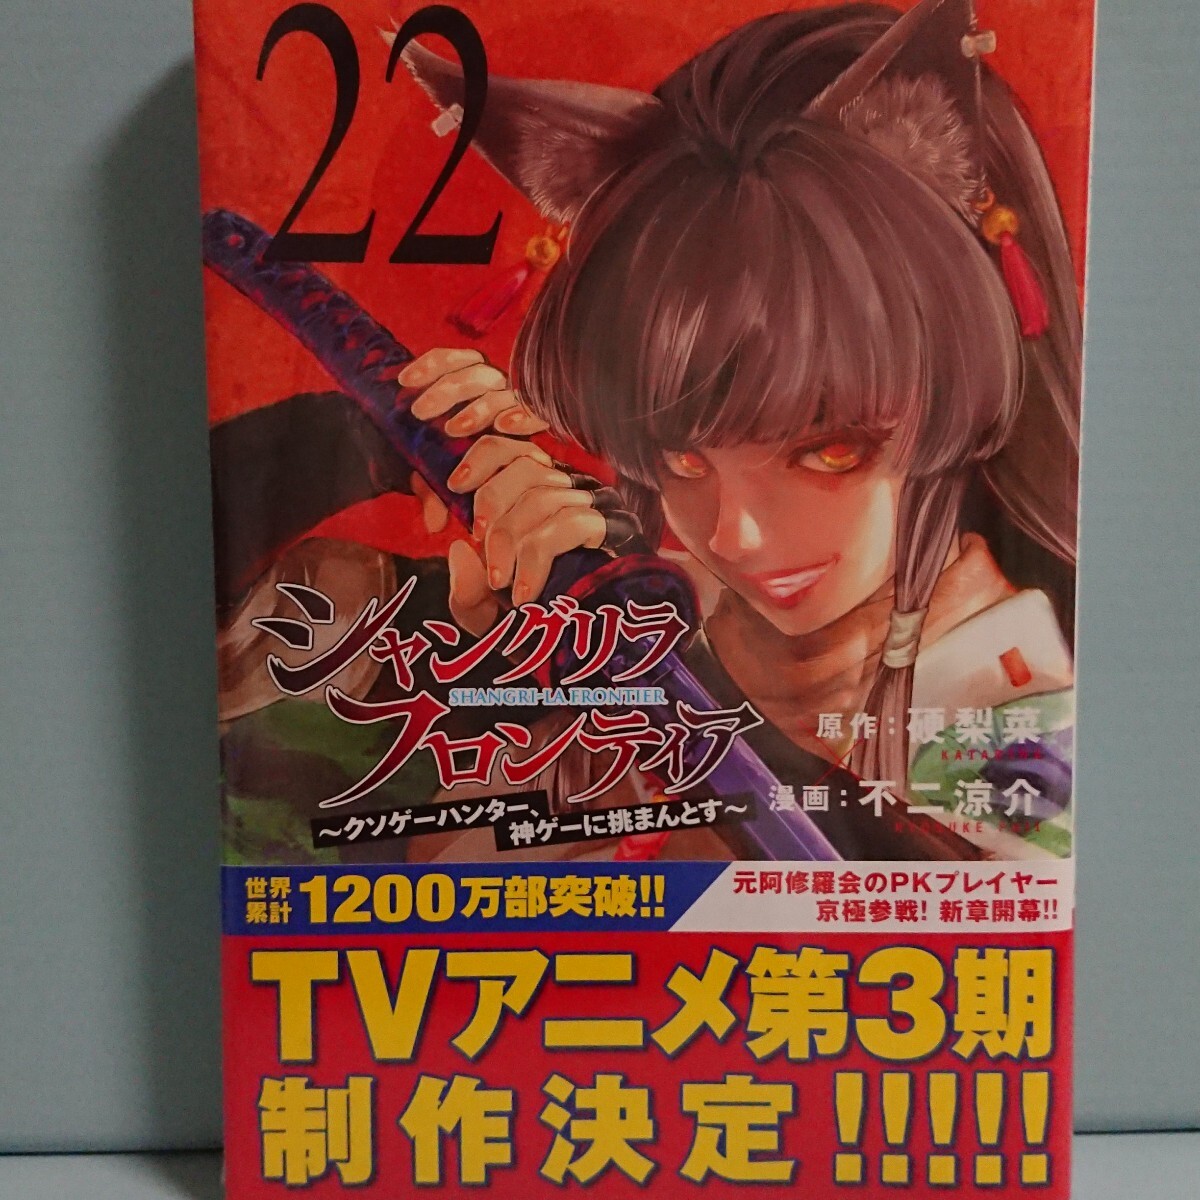 22
シャングリラ
SHANGRI-LA FRONTIER
フロンティア
～クソゲーハンター、
神ゲーに挑まんとす～
原作：硬梨菜
KATARINA
×
漫画：不二涼介
RYOSUKE FUJI
世界
累計
1200万部突破!!
元阿修羅会のPKプレイヤー
京極参戦! 新章開幕!!
TVアニメ第3期
制作決定!!!!!